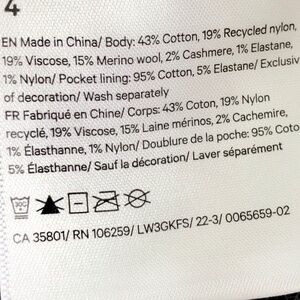 4
EN Made in China/ Body: 43% Cotton, 19% Recycled nylon,
19% Viscose, 15% Merino wool, 2% Cashmere, 1% Elastane,
1% Nylon/ Pocket lining: 95% Cotton, 5% Elastane/ Exclusiv
of decoration/ Wash separately
FR Fabriqué en Chine/ Corps: 43% Coton, 19% Nylon
recyclé, 19% Viscose, 15% Laine mérinos, 2% Cachemire,
1% Élasthanne, 1% Nylon/ Doublure de la poche: 95% Coto
5% Élasthanne/ Sauf la décoration/ Laver séparément
30°
CA 35801/ RN 106259/ LW3GKFS/ 22-3/ 0065659-02